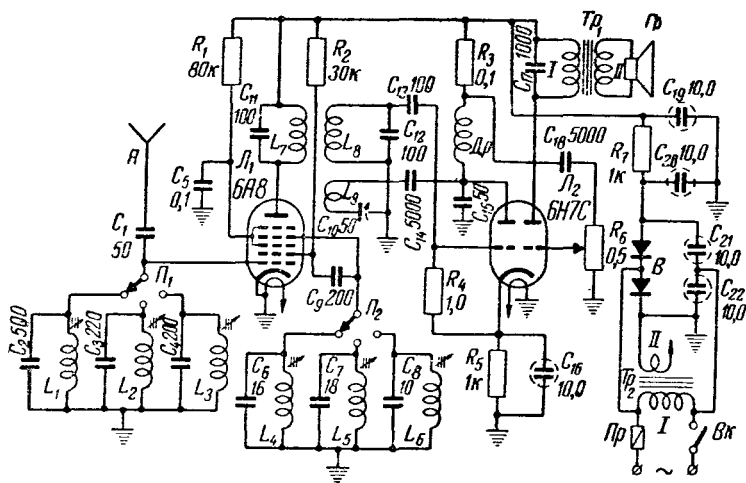 R₁
80к
R₂
30к
C₁₁
100
L₇
L₈
C₁₃ 100
C₁₂
100
R₃
0,1
Др
C₁₇ 1000
I
Тр₁
II
Гр
C₁₉ 10,0
C₂₀ 10,0
R₇
1к
C₁₈ 5000
А
C₅
0,1
Л₁
6А8
L₉
C₁₀ 50
C₁₄ 5000
C₁₅ 50
Л₂
6Н7С
R₆
0,5
В
C₂₁
10,0
C₂₂
10,0
C₁
50
П₁
C₉ 200
П₂
R₄
1,0
C₂ 500
L₁
C₃ 220
L₂
C₄ 200
L₃
C₆
16
L₄
C₇
18
L₅
C₈
10
L₆
R₅
1к
C₁₆
10,0
II
Тр₂
I
Пр
Вк
~